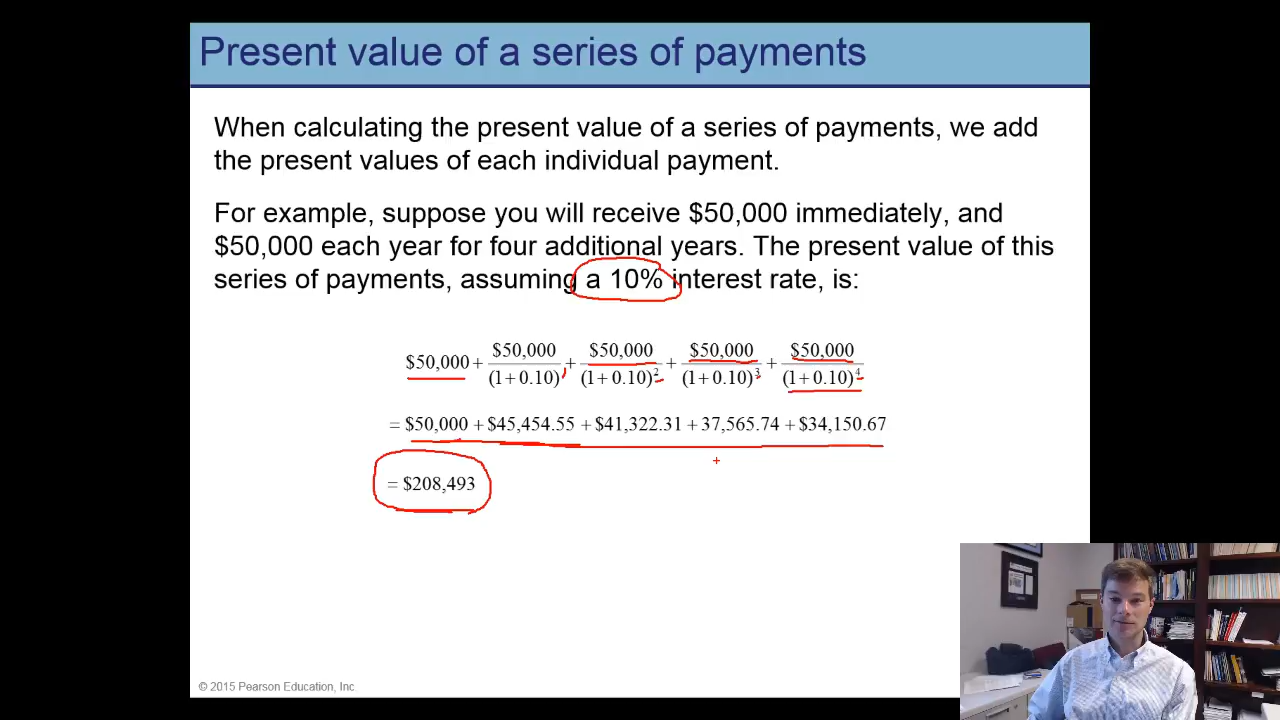 Present value of a series of payments
When calculating the present value of a series of payments, we add
the present values of each individual payment.
For example, suppose you will receive $50,000 immediately, and
$50,000 each year for four additional years. The present value of this
series of payments, assuming a 10% interest rate, is:
$50,000 + $50,000/(1+0.10) + $50,000/(1+0.10)² + $50,000/(1+0.10)³ + $50,000/(1+0.10)⁴
= $50,000 + $45,454.55 + $41,322.31 + 37,565.74 + $34,150.67
= $208,493
© 2015 Pearson Education, Inc